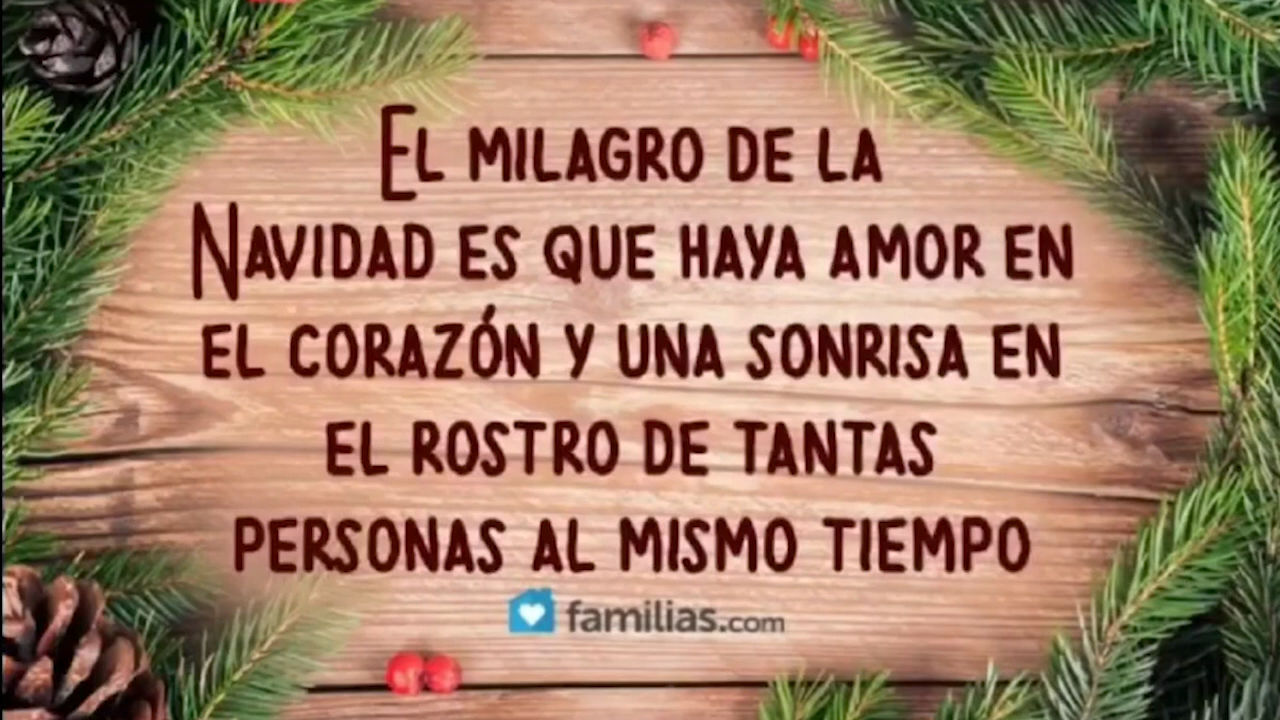 El milagro de la
Navidad es que haya amor en
el corazón y una sonrisa en
el rostro de tantas
personas al mismo tiempo
familias.com